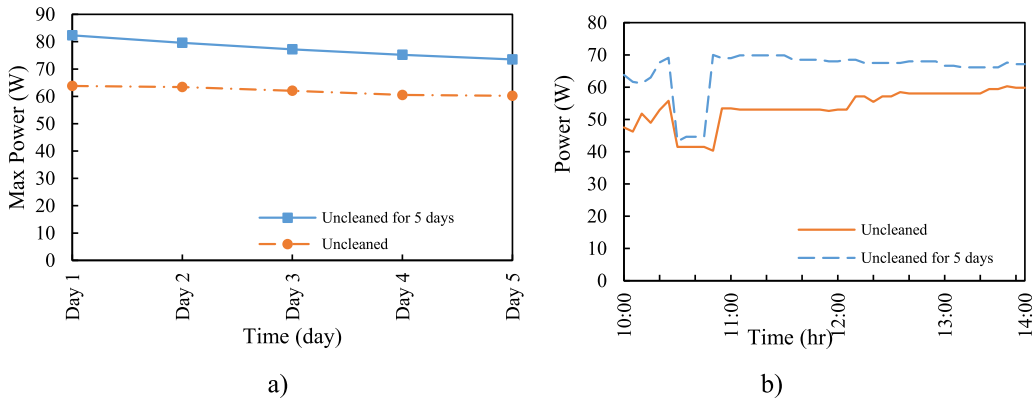 90
80
70
60
50
40
30
20
10
0
Max Power (W)
Uncleaned for 5 days
Uncleaned
Day 1
Day 2
Day 3
Day 4
Day 5
Time (day)
a)
80
70
60
50
40
30
20
10
0
Power (W)
Uncleaned
Uncleaned for 5 days
10:00
11:00
12:00
13:00
14:00
Time (hr)
b)